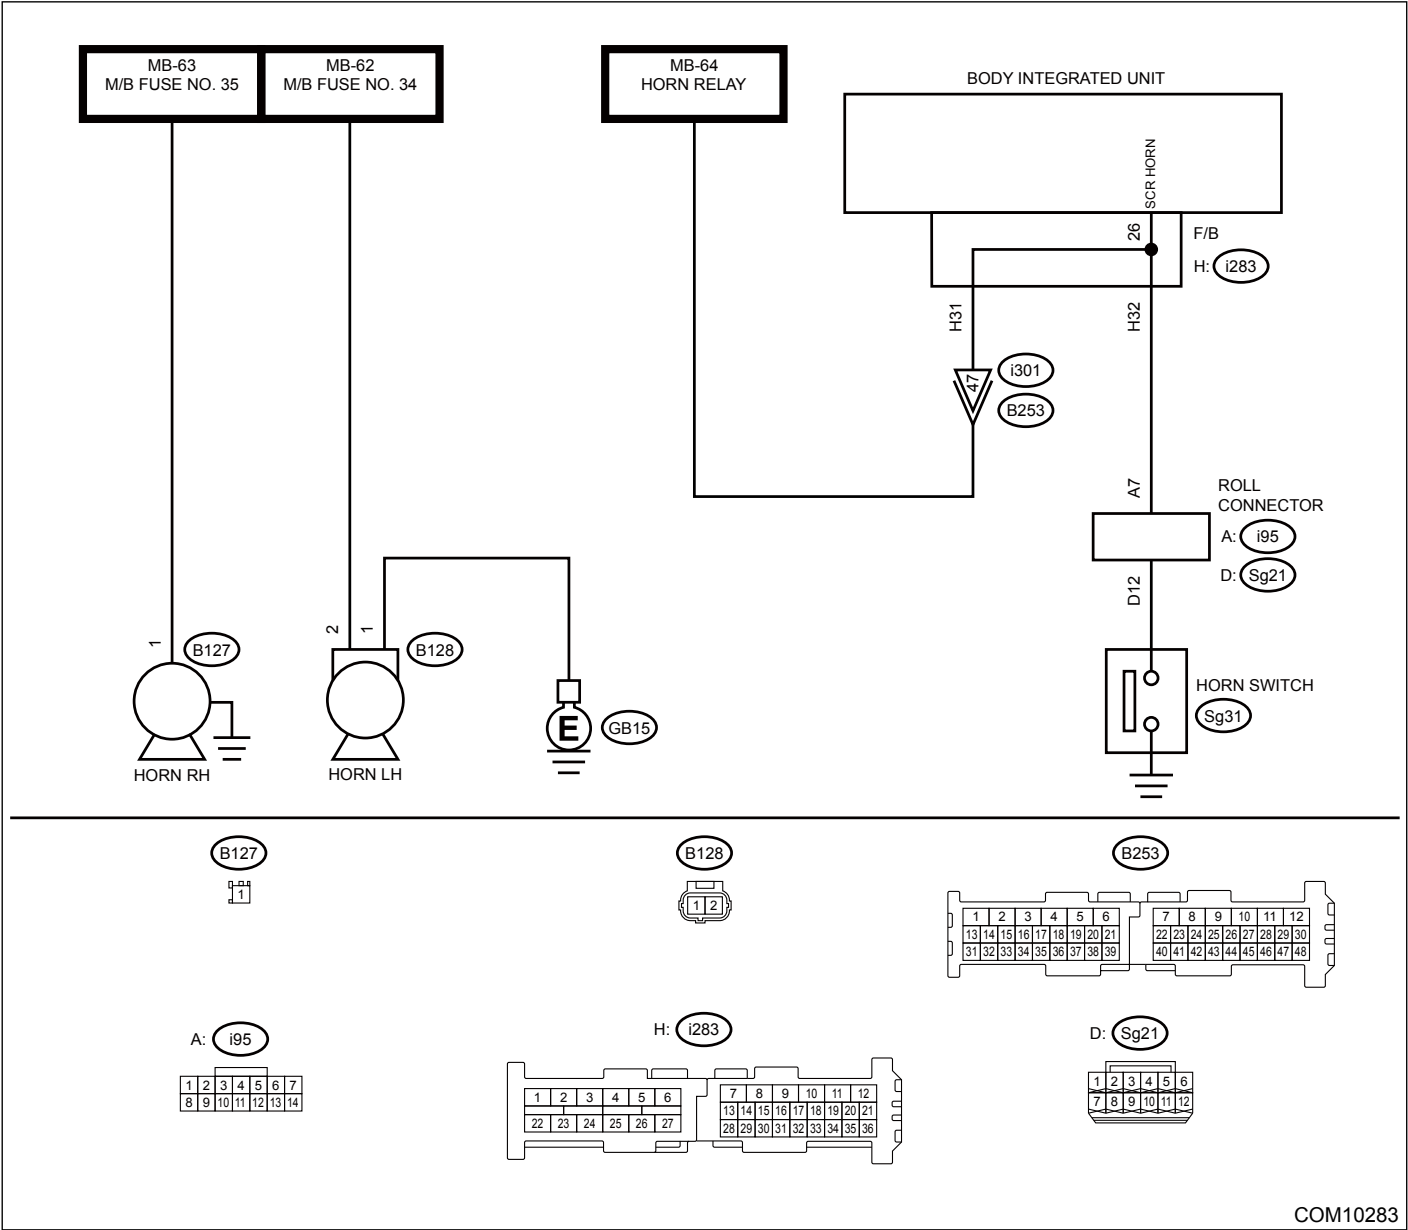 MB-63
M/B FUSE NO. 35
MB-62
M/B FUSE NO. 34
MB-64
HORN RELAY
BODY INTEGRATED UNIT
SCR HORN
26
F/B
H: i283
H31
H32
47
i301
B253
A7
ROLL
CONNECTOR
A: i95
D: Sg21
D12
1
B127
2
1
B128
HORN SWITCH
Sg31
E
GB15
HORN RH
HORN LH
B127
1
B128
1 2
B253
1 2 3 4 5 6 7 8 9 10 11 12
13 14 15 16 17 18 19 20 21 22 23 24 25 26 27 28 29 30
31 32 33 34 35 36 37 38 39 40 41 42 43 44 45 46 47 48
A: i95
1 2 3 4 5 6 7
8 9 10 11 12 13 14
H: i283
1 2 3 4 5 6 7 8 9 10 11 12
13 14 15 16 17 18 19 20 21
22 23 24 25 26 27 28 29 30 31 32 33 34 35 36
D: Sg21
1 2 3 4 5 6
7 8 9 10 11 12
COM10283